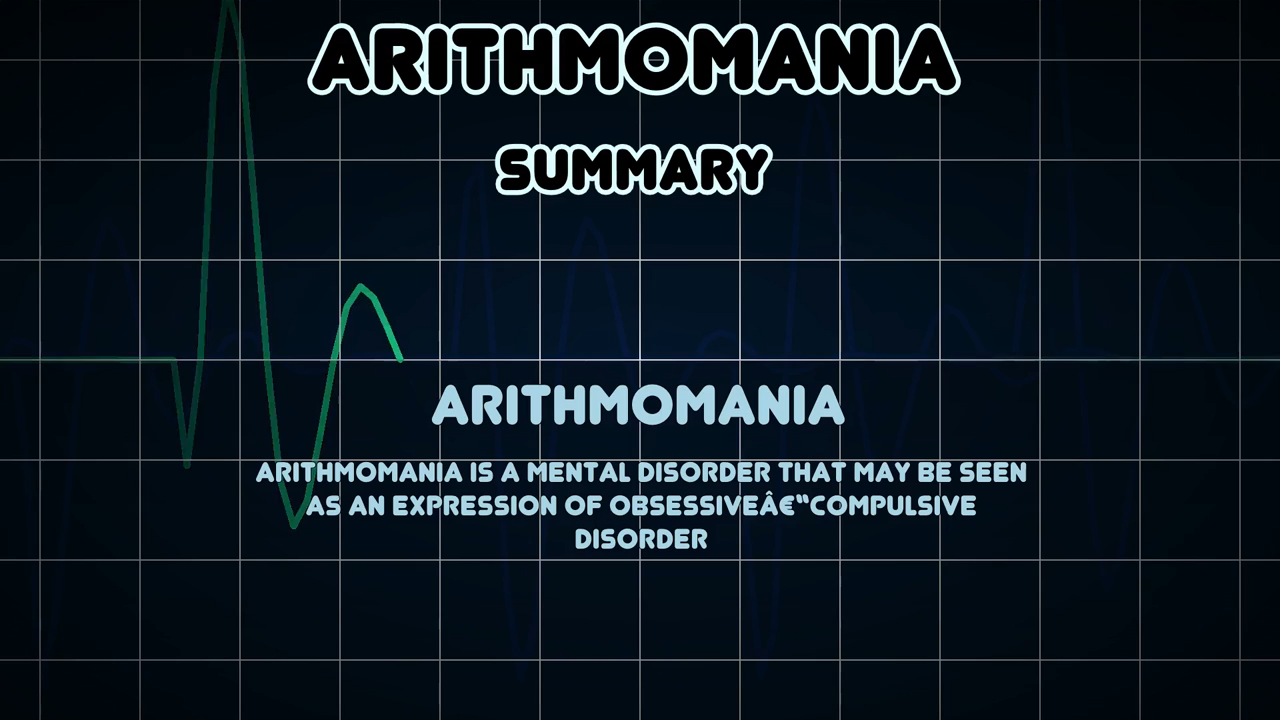 ARITHMOMANIA
SUMMARY
ARITHMOMANIA
ARITHMOMANIA IS A MENTAL DISORDER THAT MAY BE SEEN
AS AN EXPRESSION OF OBSESSIVEÂ€“COMPULSIVE
DISORDER